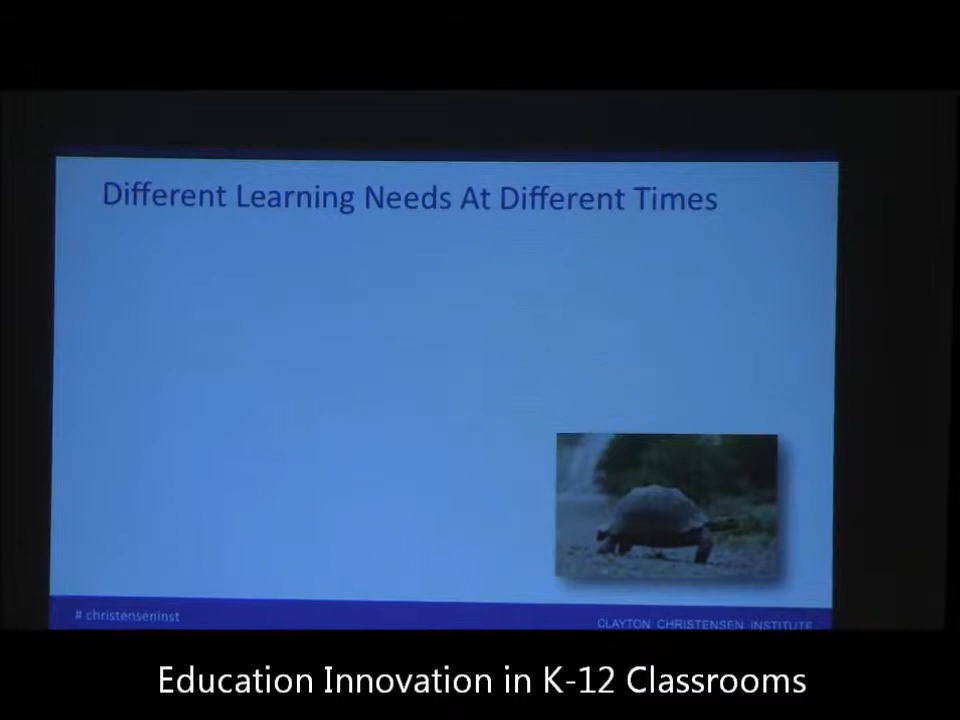 Different Learning Needs At Different Times
# christenseninst
CLAYTON CHRISTENSEN INSTITUTE
Education Innovation in K-12 Classrooms